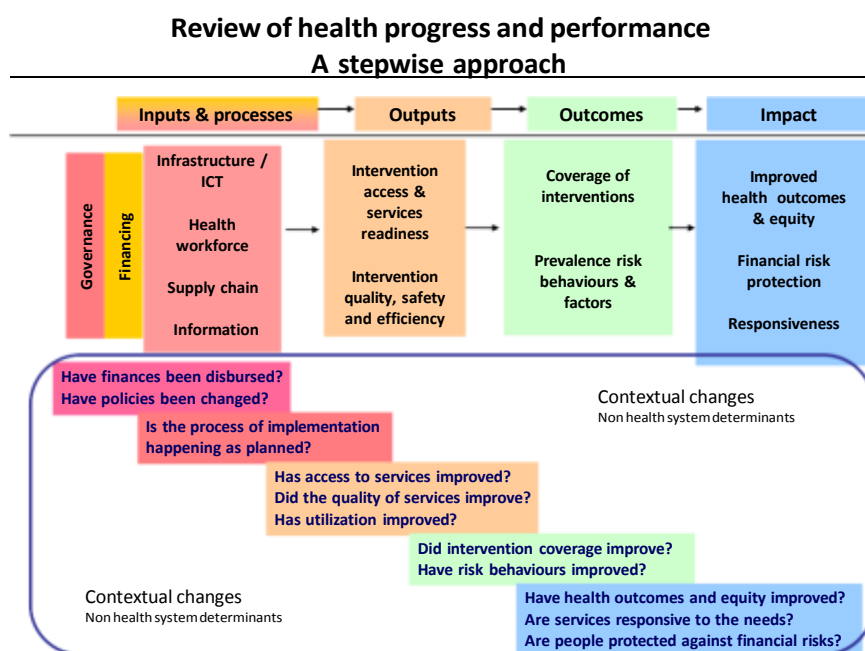 Review of health progress and performance
A stepwise approach
Inputs & processes
Outputs
Outcomes
Impact
Governance
Financing
Infrastructure /
ICT
Health
workforce
Supply chain
Information
Intervention
access &
services
readiness
Intervention
quality, safety
and efficiency
Coverage of
interventions
Prevalence risk
behaviours &
factors
Improved
health outcomes
& equity
Financial risk
protection
Responsiveness
Have finances been disbursed?
Have policies been changed?
Contextual changes
Non health system determinants
Is the process of implementation
happening as planned?
Has access to services improved?
Did the quality of services improve?
Has utilization improved?
Did intervention coverage improve?
Have risk behaviours improved?
Contextual changes
Non health system determinants
Have health outcomes and equity improved?
Are services responsive to the needs?
Are people protected against financial risks?